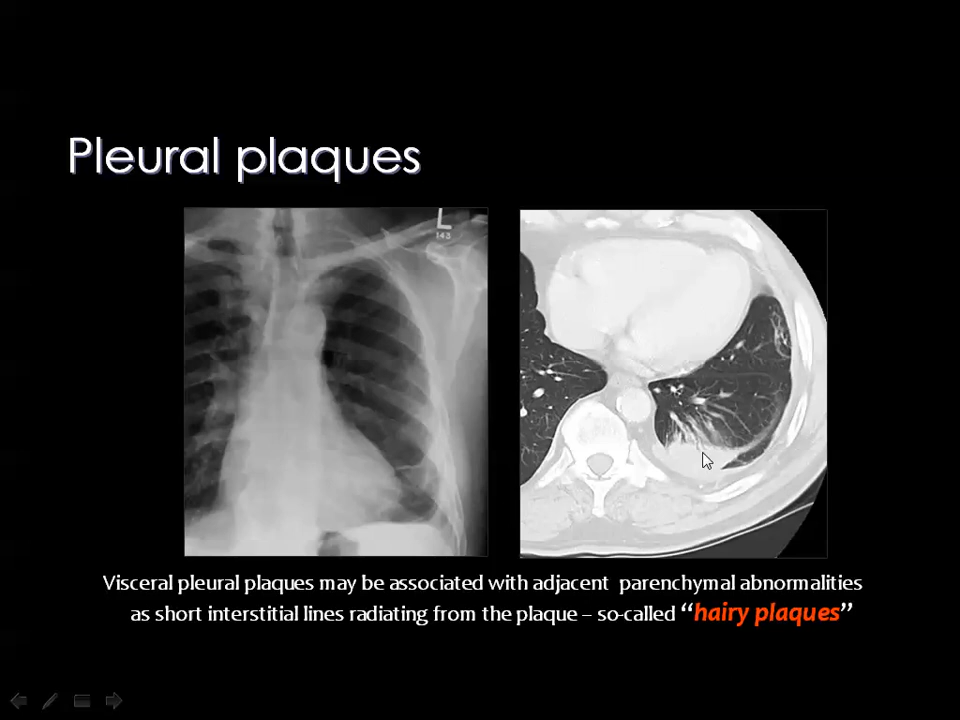 Pleural plaques
L
143
Visceral pleural plaques may be associated with adjacent parenchymal abnormalities
as short interstitial lines radiating from the plaque – so-called “hairy plaques”